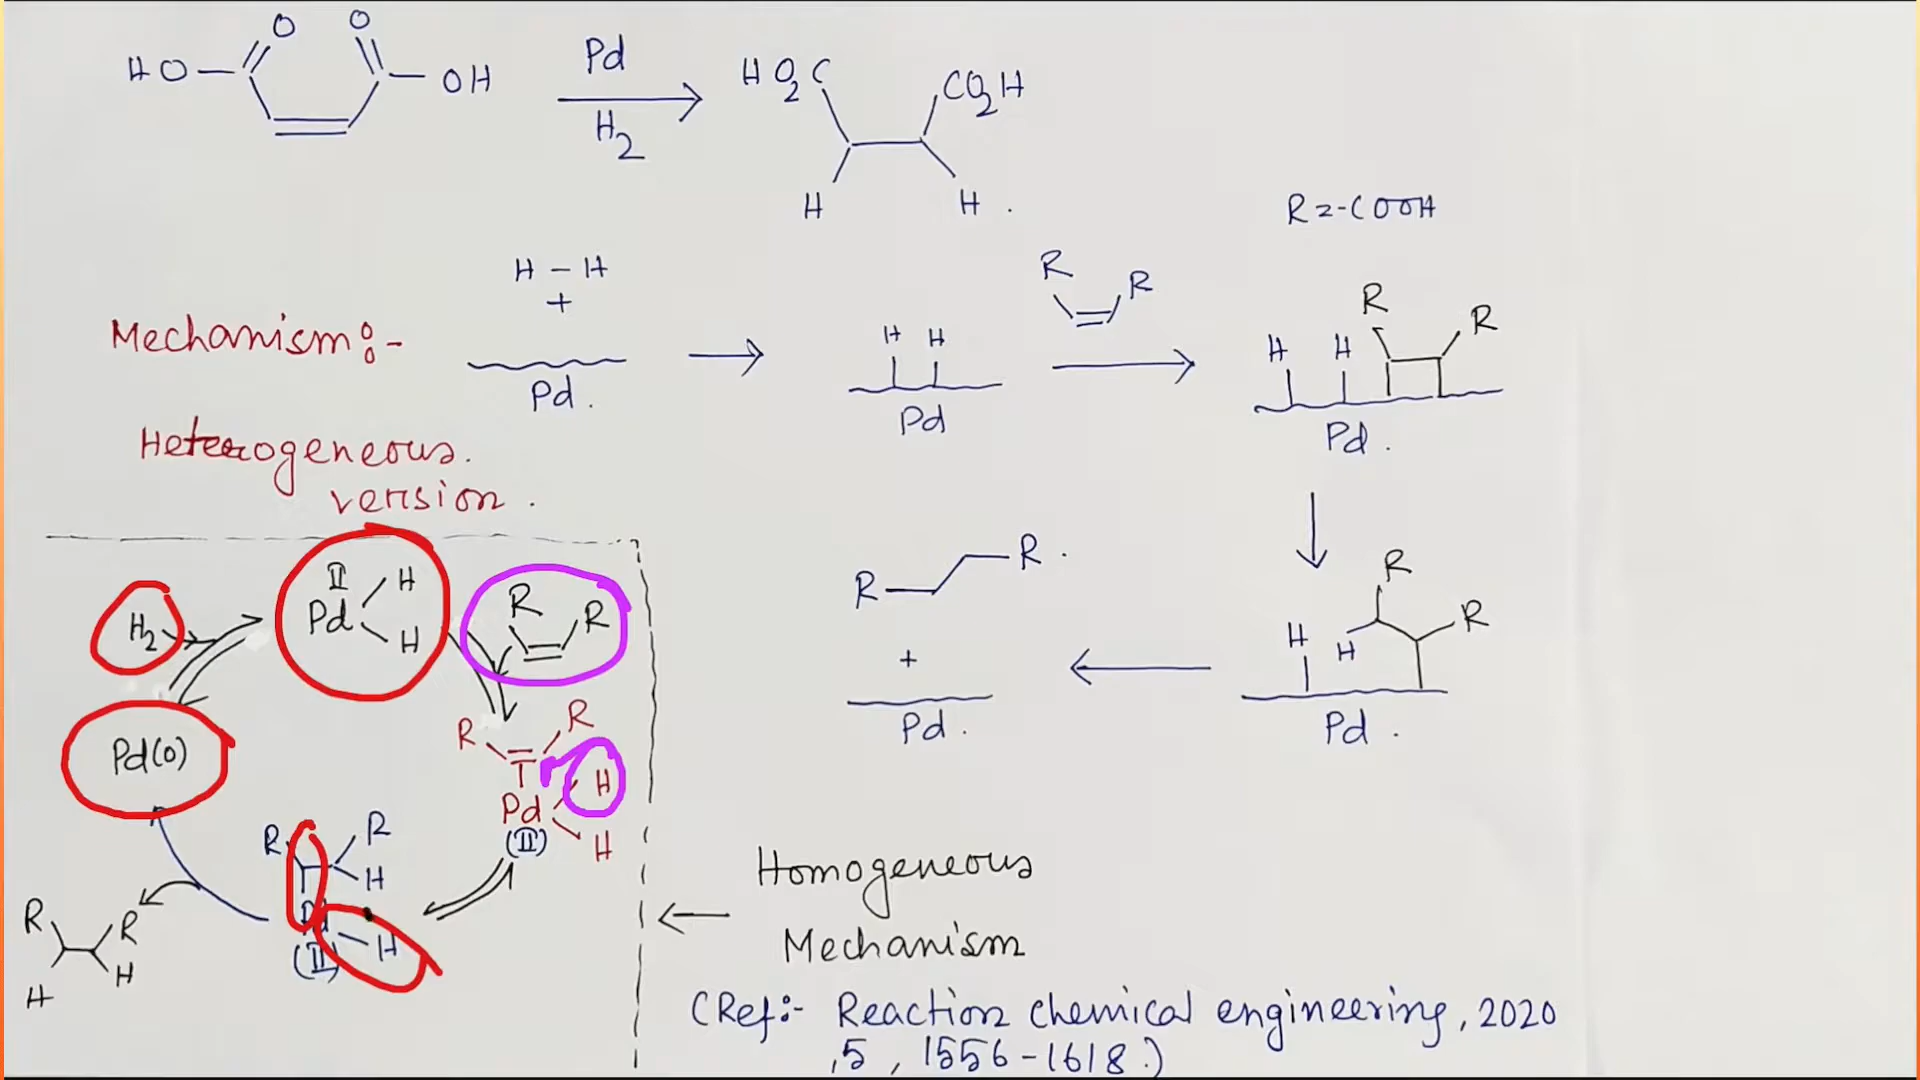 O O
HO OH
Pd
H2
HO2C CO2H
H H .
R=-COOH
H - H
+
Pd .
Mechanism :-
H H
Pd
R R
R R
H H
Pd .
Heterogeneous
version .
II
Pd H
H
R R
H2
Pd(0)
R R
Pd H
(II) H
R R
H
Pd
(II) H
R R
H H
R
R
H H
Pd .
R R .
+
Pd .
Homogeneous
Mechanism
(Ref:- Reaction chemical engineering, 2020
,5 , 1556-1618.)